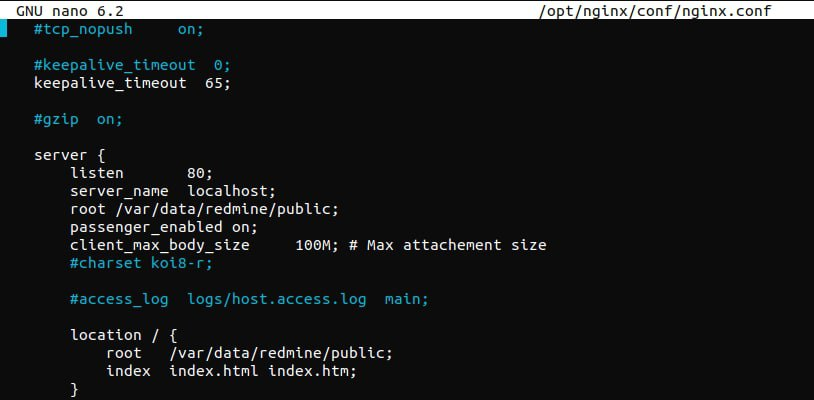 GNU nano 6.2 /opt/nginx/conf/nginx.conf
#tcp_nopush     on;
#keepalive_timeout  0;
keepalive_timeout  65;
#gzip  on;
server {
listen       80;
server_name  localhost;
root /var/data/redmine/public;
passenger_enabled on;
client_max_body_size     100M; # Max attachement size
#charset koi8-r;
#access_log  logs/host.access.log  main;
location / {
root   /var/data/redmine/public;
index  index.html index.htm;
}